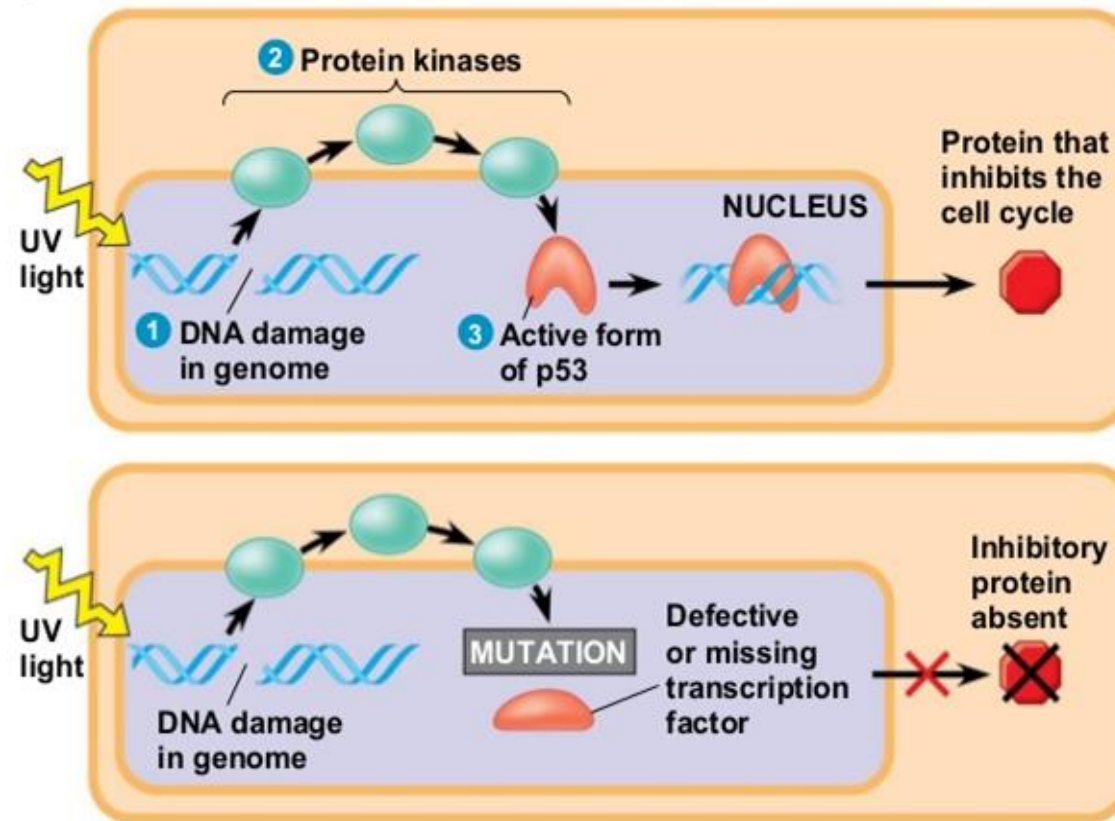 2 Protein kinases
Protein that
inhibits the
cell cycle
NUCLEUS
UV
light
1 DNA damage
in genome
3 Active form
of p53
Inhibitory
protein
absent
UV
light
MUTATION
Defective
or missing
transcription
factor
DNA damage
in genome